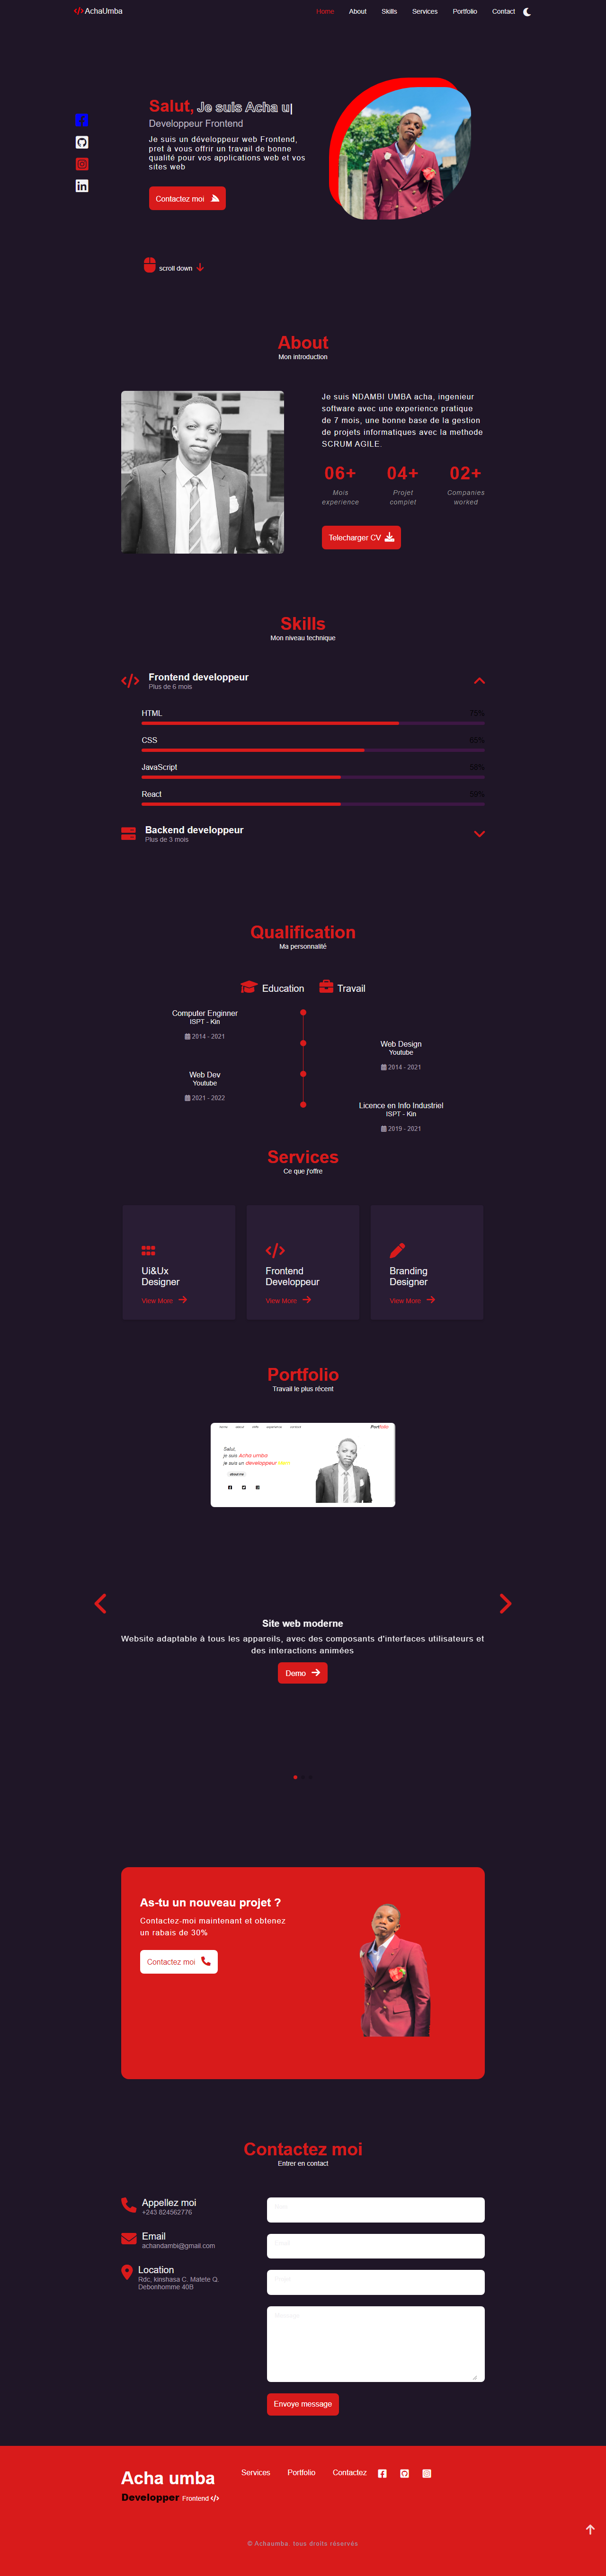 AchaUmba
Home About Skills Services Portfolio Contact
Salut, Je suis Acha u
Developpeur Frontend
Je suis un développeur web Frontend,
pret à vous offrir un travail de bonne
qualité pour vos applications web et vos
sites web
Contactez moi
scroll down
About
Mon introduction
Je suis NDAMBI UMBA acha, ingenieur
software avec une experience pratique
de 7 mois, une bonne base de la gestion
de projets informatiques avec la methode
SCRUM AGILE.
06+ 04+ 02+
Mois Projet Companies
experience complet worked
Telecharger CV
Skills
Mon niveau technique
Frontend developpeur
Plus de 6 mois
HTML 75%
CSS 65%
JavaScript 58%
React 58%
Backend developpeur
Plus de 3 mois
Qualification
Ma personnalité
Education Travail
Computer Enginner
ISPT - Kin
2014 - 2021
Web Design
Youtube
2014 - 2021
Web Dev
Youtube
2021 - 2022
Licence en Info Industriel
ISPT - Kin
2019 - 2021
Services
Ce que j'offre
Ui&Ux
Designer
View More
Frontend
Developpeur
View More
Branding
Designer
View More
Portfolio
Travail le plus récent
Portfolio
Salut,
je suis Acha umba
je suis un developpeur
Site web moderne
Website adaptable à tous les appareils, avec des composants d'interfaces utilisateurs et
des interactions animées
Demo
As-tu un nouveau projet ?
Contactez-moi maintenant et obtenez
un rabais de 30%
Contactez moi
Contactez moi
Entrer en contact
Appellez moi
+243 824562776
Email
achandambi@gmail.com
Location
Rdc, kinshasa C. Matete Q.
Debonhomme 40B
Message
Envoye message
Acha umba
Developper Frontend
Services Portfolio Contactez
© Achaumba. tous droits réservés